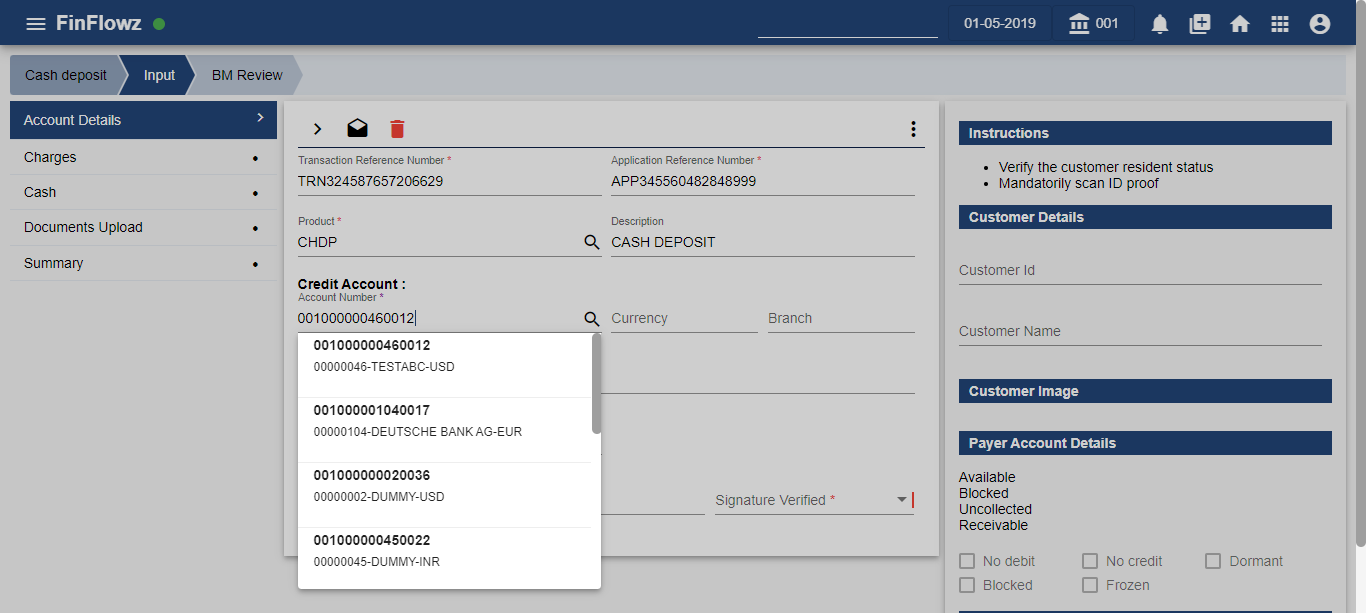 FinFlowz
01-05-2019
001
Cash deposit
Input
BM Review
Account Details
Charges
Cash
Documents Upload
Summary
Transaction Reference Number *
TRN324587657206629
Application Reference Number *
APP345560482848999
Product *
CHDP
Description
CASH DEPOSIT
Credit Account :
Account Number *
001000000460012
Currency
Branch
001000000460012
00000046-TESTABC-USD
001000001040017
00000104-DEUTSCHE BANK AG-EUR
001000000020036
00000002-DUMMY-USD
001000000450022
00000045-DUMMY-INR
Signature Verified *
Instructions
Verify the customer resident status
Mandatorily scan ID proof
Customer Details
Customer Id
Customer Name
Customer Image
Payer Account Details
Available
Blocked
Uncollected
Receivable
No debit
No credit
Dormant
Blocked
Frozen